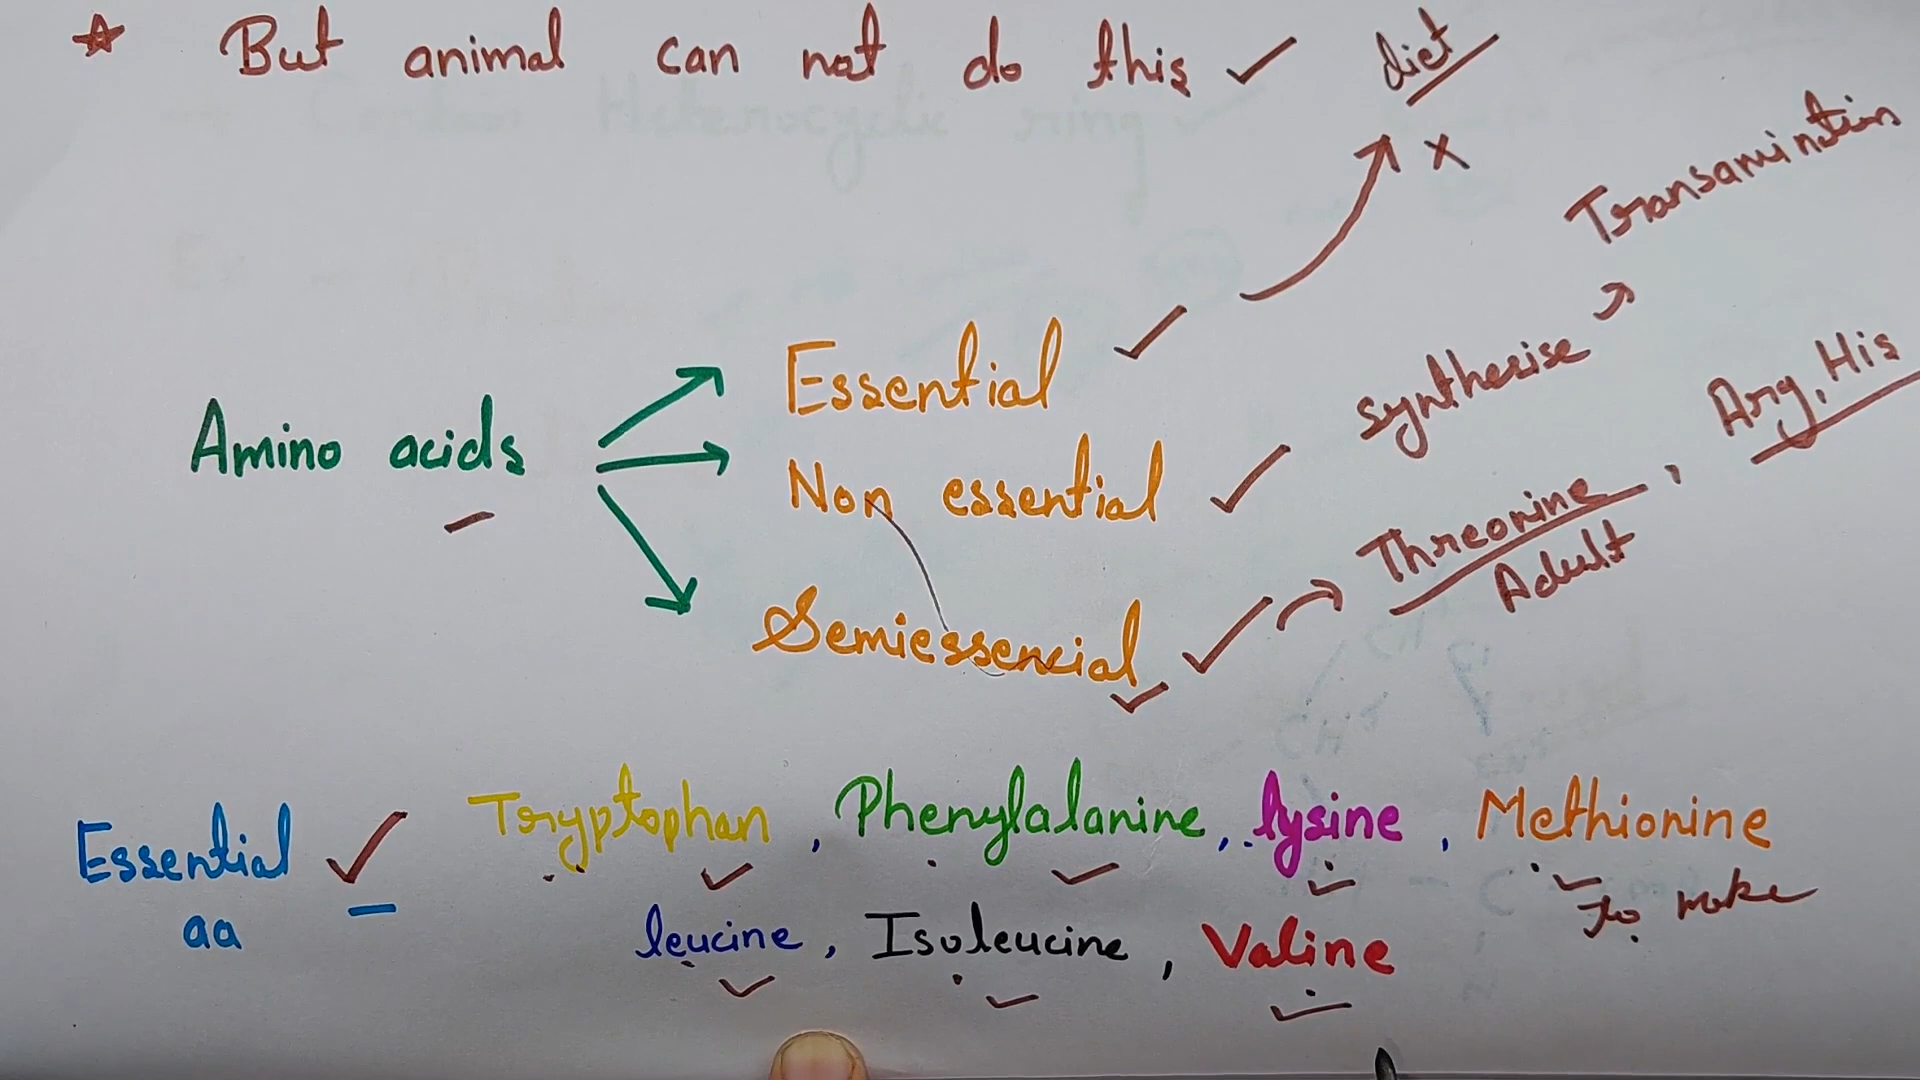 ☆ But animal can not do this ✓
diet
x
Transamination
Essential ✓
synthesise
Amino acids
Arg, His
Non essential ✓
Threonine,
Adult
Semiessencial ✓
Essential ✓ Tryptophan, Phenylalanine, lysine, Methionine
aa
to make
leucine, Isoleucine, Valine